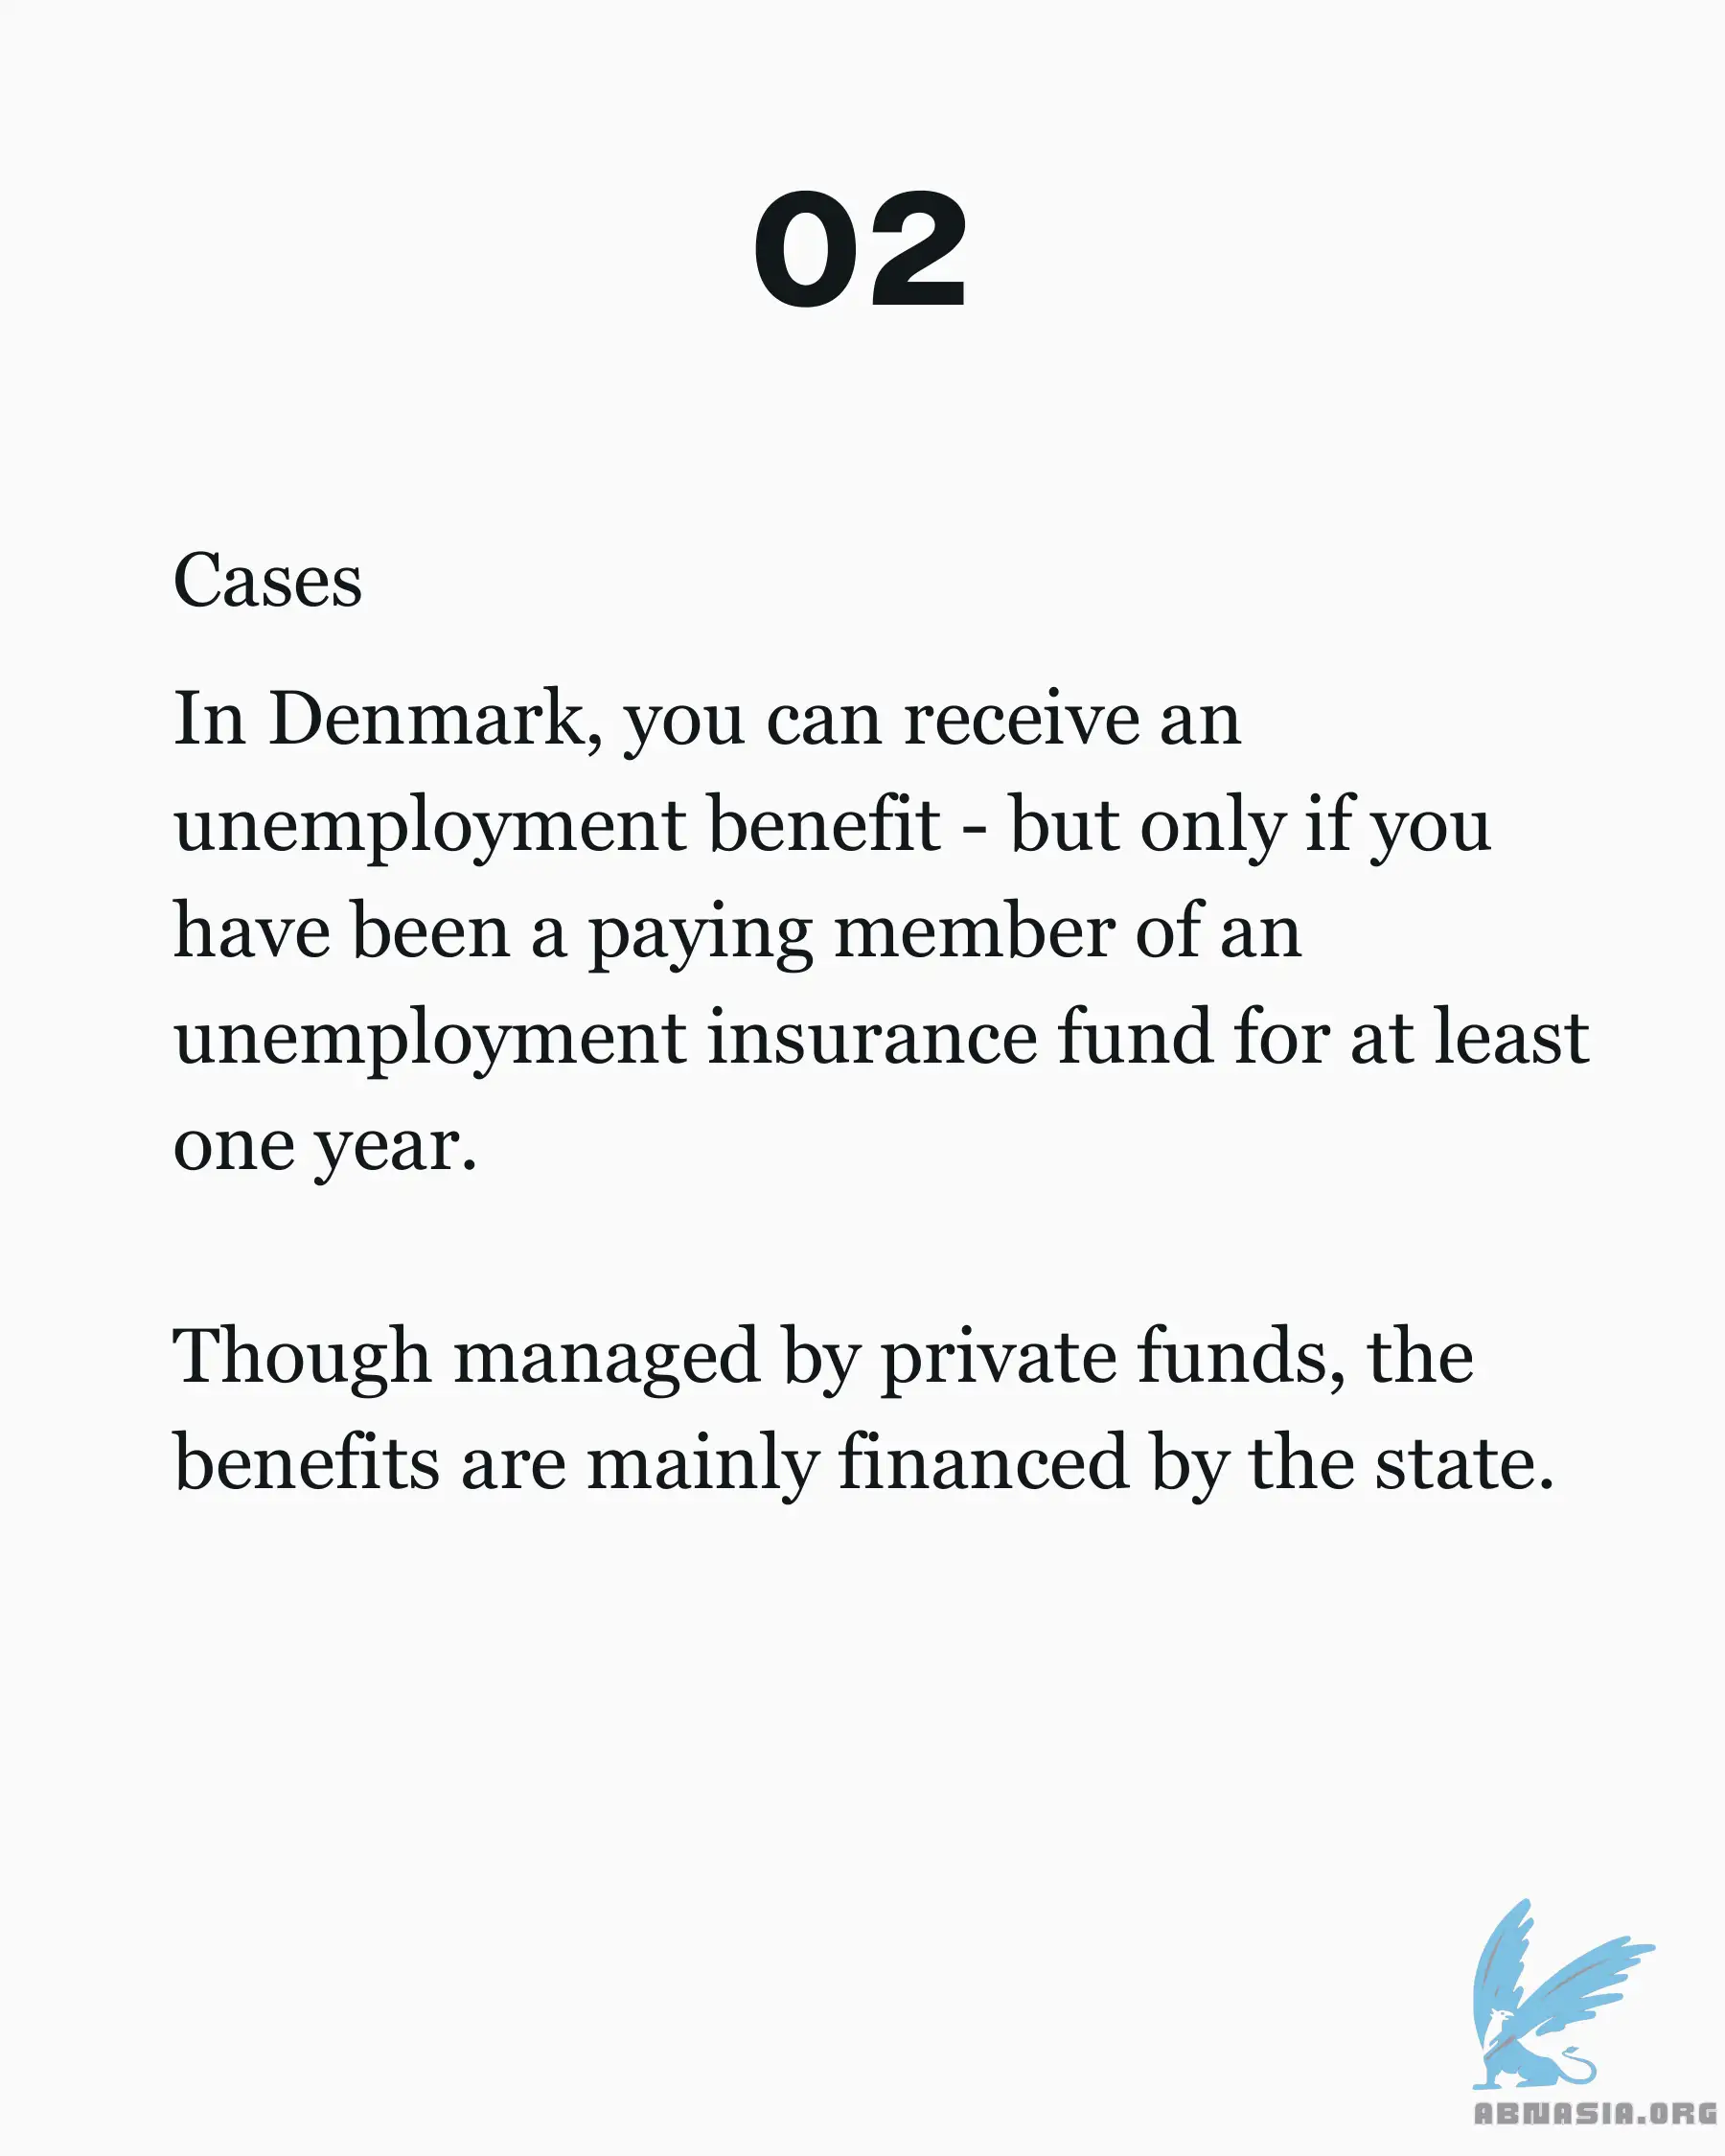 02
Cases
In Denmark, you can receive an
unemployment benefit - but only if you
have been a paying member of an
unemployment insurance fund for at least
one year.
Though managed by private funds, the
benefits are mainly financed by the state.
ABNASIA.ORG